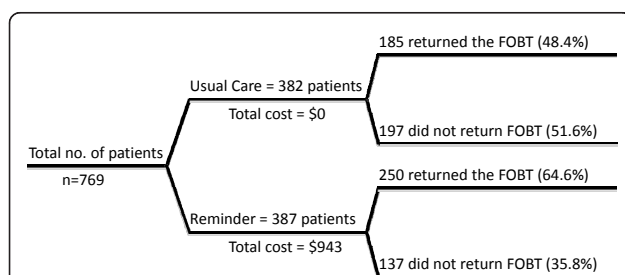 185 returned the FOBT (48.4%)
Usual Care = 382 patients
Total cost = $0
197 did not return FOBT (51.6%)
Total no. of patients
n=769
250 returned the FOBT (64.6%)
Reminder = 387 patients
Total cost = $943
137 did not return FOBT (35.8%)